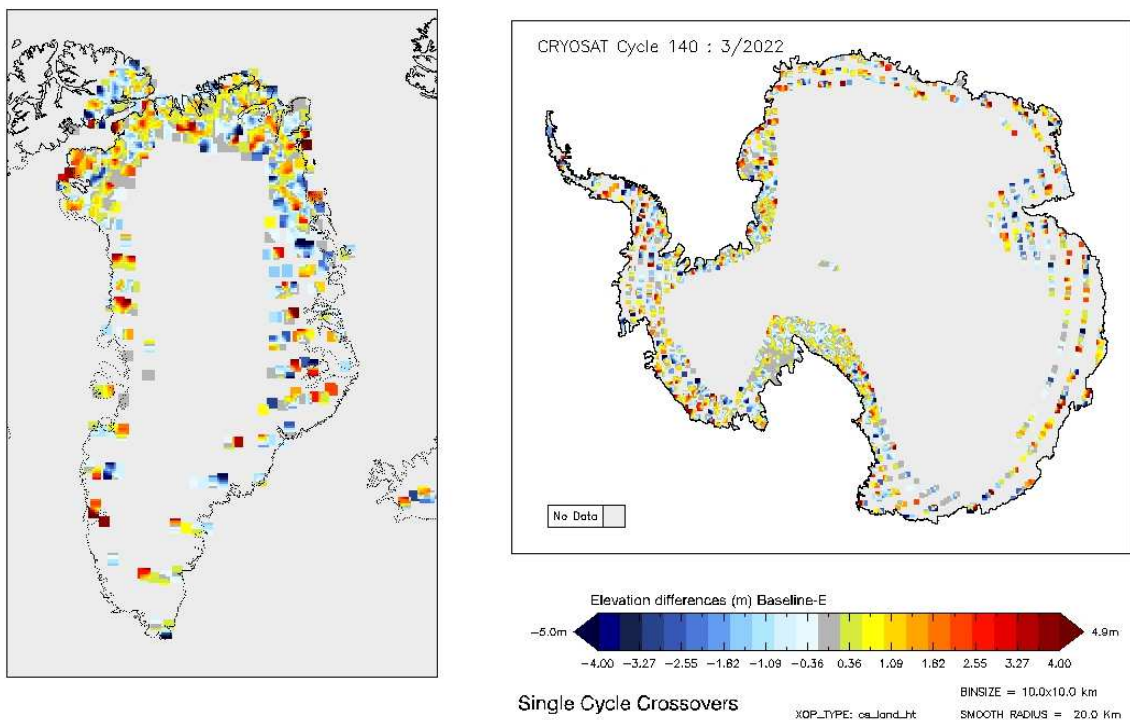 CRYOSAT Cycle 140 : 3/2022
No Data
Elevation differences (m) Baseline-E
-5.0m
4.9m
-4.00 -3.27 -2.55 -1.82 -1.09 -0.36 0.36 1.09 1.82 2.55 3.27 4.00
Single Cycle Crossovers
BINSIZE = 10.0x10.0 km
XOP_TYPE: cs_land_ht
SMOOTH RADIUS = 20.0 Km